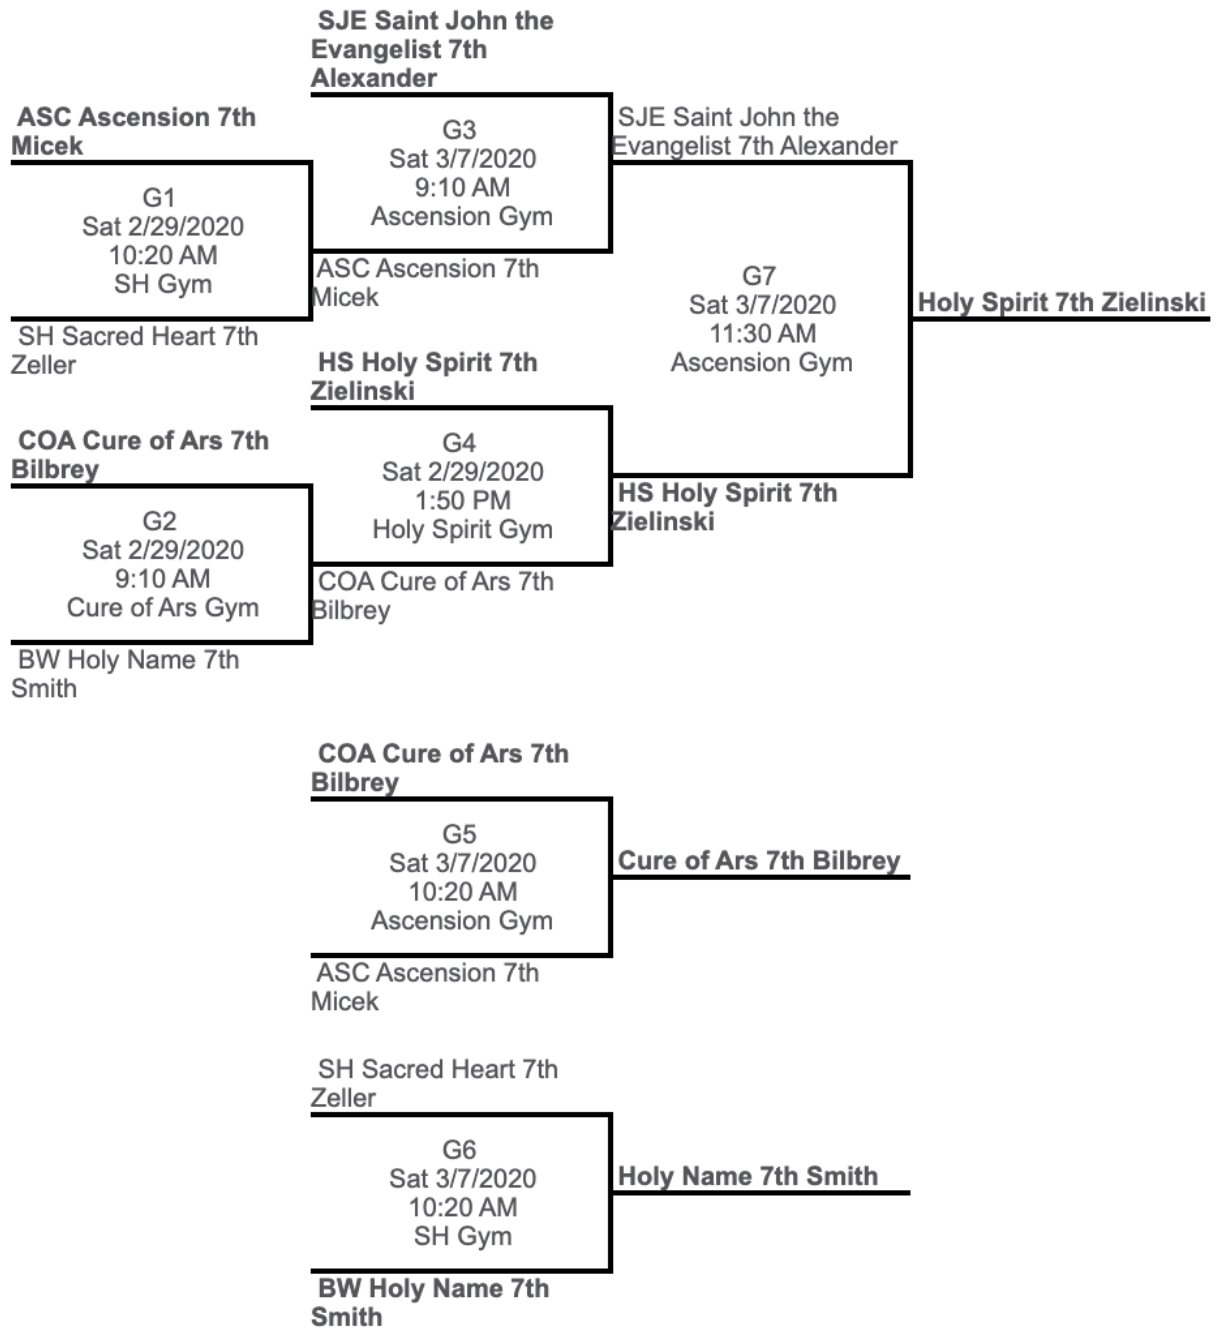 SJE Saint John the
Evangelist 7th
Alexander
ASC Ascension 7th
Micek
G1
Sat 2/29/2020
10:20 AM
SH Gym
SH Sacred Heart 7th
Zeller
G3
Sat 3/7/2020
9:10 AM
Ascension Gym
ASC Ascension 7th
Micek
SJE Saint John the
Evangelist 7th Alexander
G7
Sat 3/7/2020
11:30 AM
Ascension Gym
Holy Spirit 7th Zielinski
HS Holy Spirit 7th
Zielinski
COA Cure of Ars 7th
Bilbrey
G2
Sat 2/29/2020
9:10 AM
Cure of Ars Gym
BW Holy Name 7th
Smith
G4
Sat 2/29/2020
1:50 PM
Holy Spirit Gym
COA Cure of Ars 7th
Bilbrey
HS Holy Spirit 7th
Zielinski
COA Cure of Ars 7th
Bilbrey
G5
Sat 3/7/2020
10:20 AM
Ascension Gym
ASC Ascension 7th
Micek
Cure of Ars 7th Bilbrey
SH Sacred Heart 7th
Zeller
G6
Sat 3/7/2020
10:20 AM
SH Gym
BW Holy Name 7th
Smith
Holy Name 7th Smith